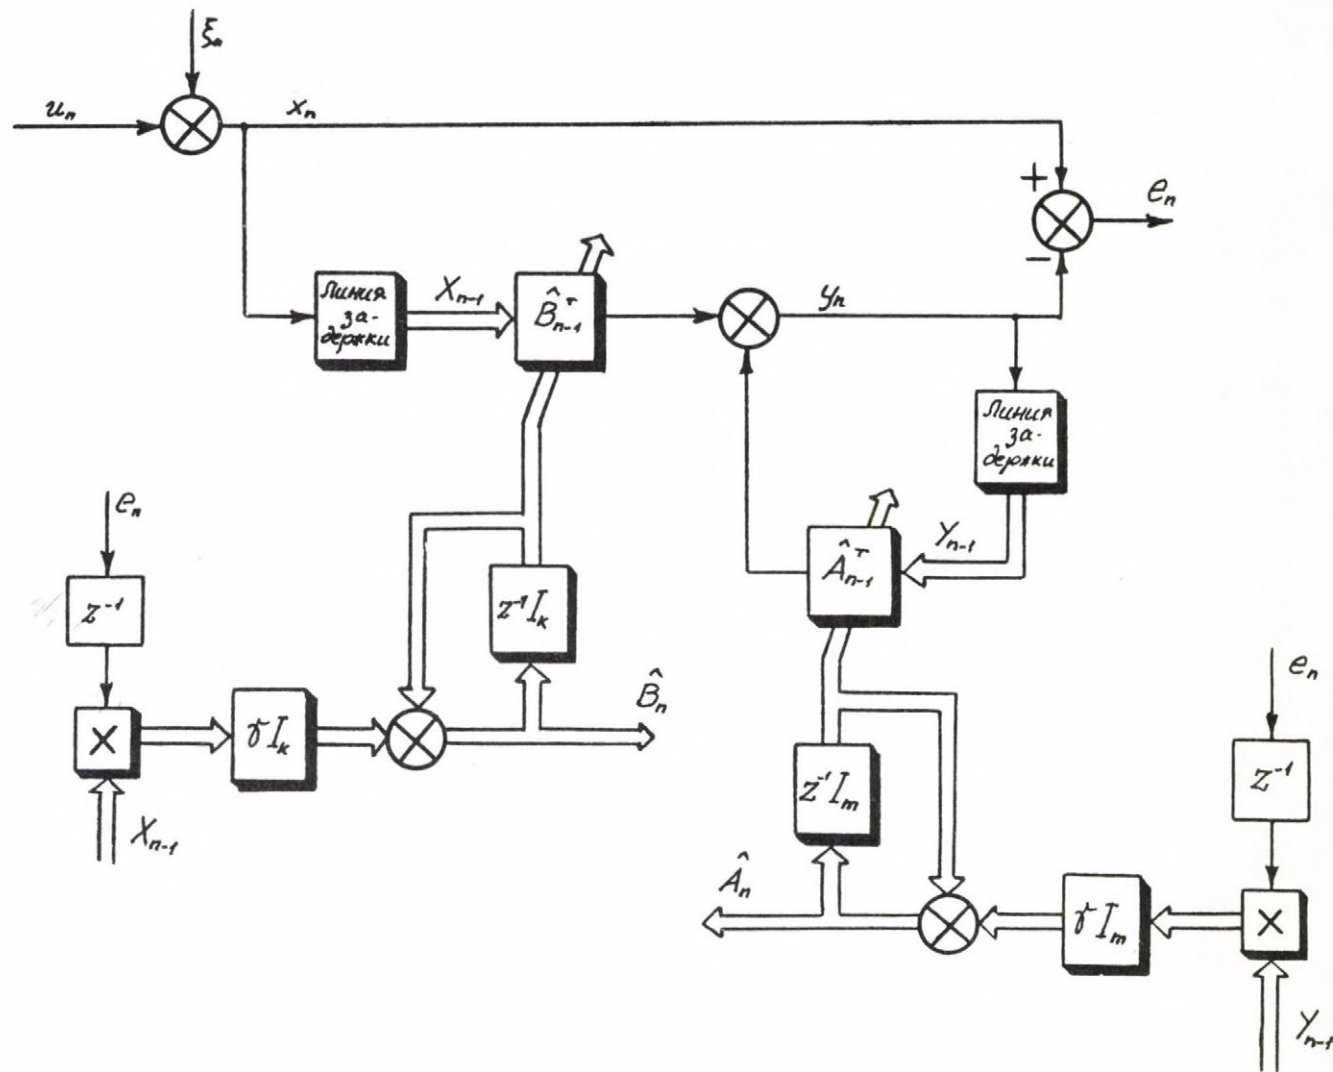 ξₙ
uₙ
xₙ
+
eₙ
−
Линия
за-
держки
Xₙ₋₁
B̂ᵀₙ₋₁
yₙ
Линия
за-
держки
eₙ
Yₙ₋₁
Âᵀₙ₋₁
z⁻¹
z⁻¹Iₖ
eₙ
B̂ₙ
×
γIₖ
z⁻¹Iₘ
z⁻¹
Xₙ₋₁
Âₙ
γIₘ
×
Yₙ₋₁